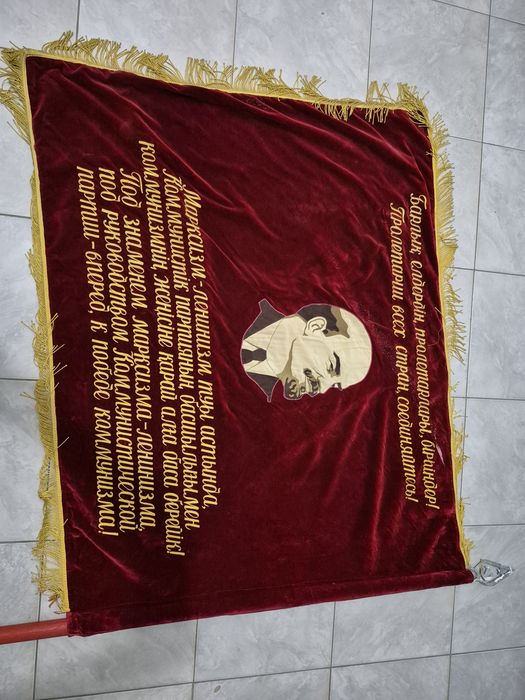 Барлық елдердің пролетарлары, бірігіңдер!
Пролетарии всех стран, соединяйтесь!
Марксизм-ленинизм туы астында,
Коммунистік партияның басшылығымен
коммунизмнің жеңісіне қарай алға баса берейік!
Под знаменем марксизма-ленинизма,
под руководством Коммунистической
партии-вперед, к победе коммунизма!